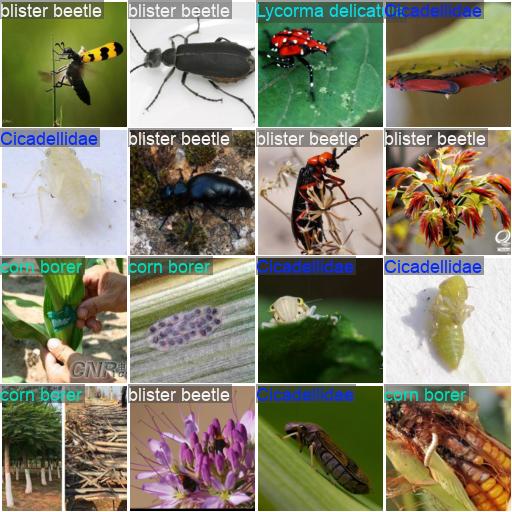 blister beetle
blister beetle
Lycorma delicatula
Cicadellidae
Cicadellidae
blister beetle
blister beetle
blister beetle
corn borer
corn borer
Cicadellidae
Cicadellidae
CNR
corn borer
blister beetle
Cicadellidae
corn borer